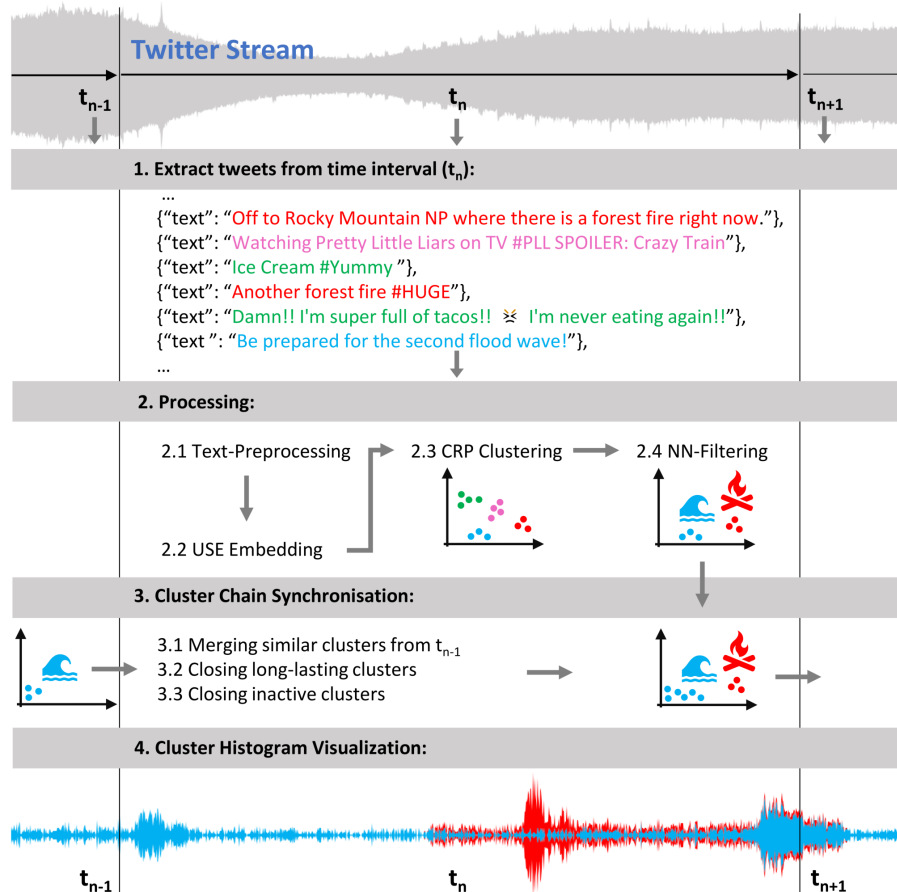 Twitter Stream
tn-1
tn
tn+1
1. Extract tweets from time interval (tn):
...
{“text”: “Off to Rocky Mountain NP where there is a forest fire right now.”},
{“text”: “Watching Pretty Little Liars on TV #PLL SPOILER: Crazy Train”},
{“text”: “Ice Cream #Yummy ”},
{“text”: “Another forest fire #HUGE”},
{“text”: “Damn!! I'm super full of tacos!! 😣 I'm never eating again!!”},
{“text ”: “Be prepared for the second flood wave!”},
...
2. Processing:
2.1 Text-Preprocessing
2.3 CRP Clustering
2.4 NN-Filtering
2.2 USE Embedding
3. Cluster Chain Synchronisation:
3.1 Merging similar clusters from tn-1
3.2 Closing long-lasting clusters
3.3 Closing inactive clusters
4. Cluster Histogram Visualization:
tn-1
tn
tn+1